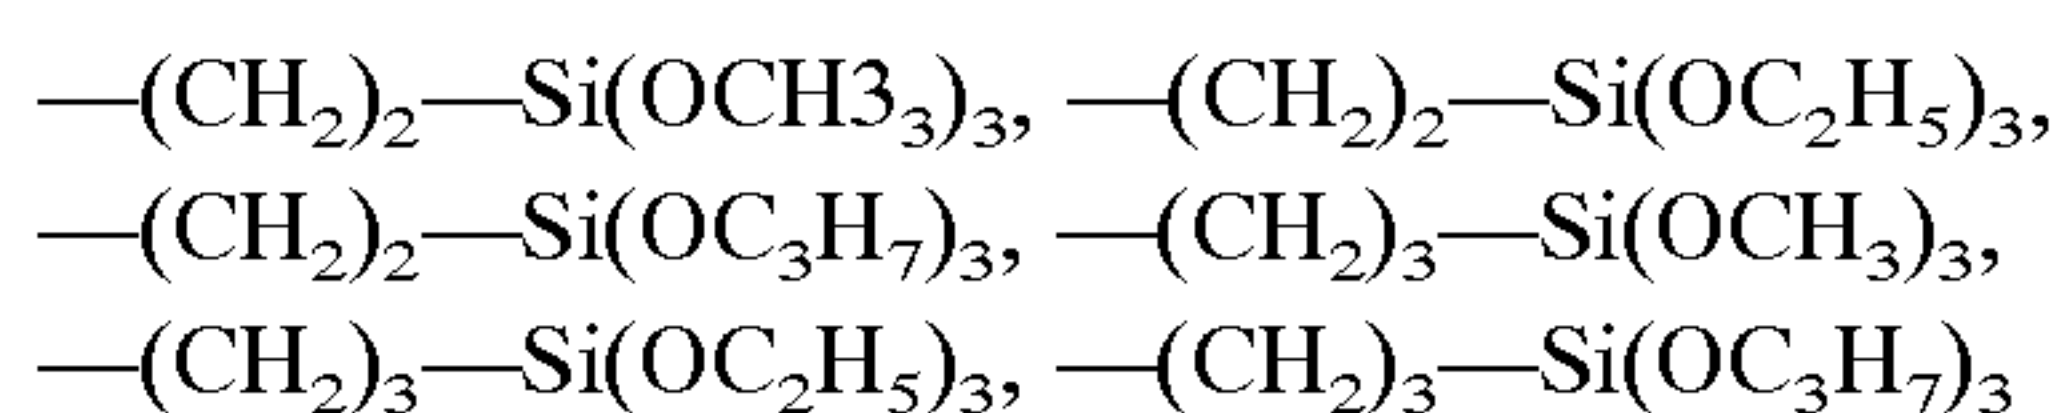 —(CH₂)₂—Si(OCH3₃)₃, —(CH₂)₂—Si(OC₂H₅)₃,
—(CH₂)₂—Si(OC₃H₇)₃, —(CH₂)₃—Si(OCH₃)₃,
—(CH₂)₃—Si(OC₂H₅)₃, —(CH₂)₃—Si(OC₃H₇)₃